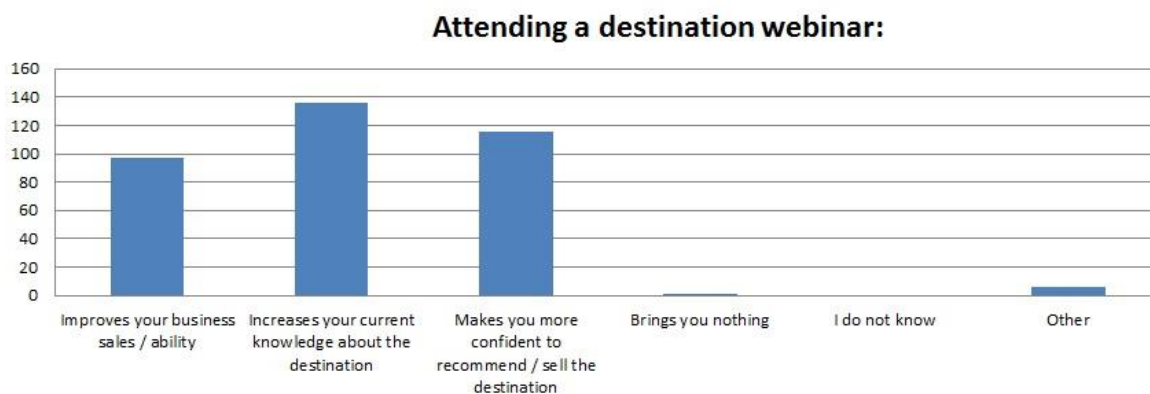 Attending a destination webinar:
160
140
120
100
80
60
40
20
0
Improves your business
sales / ability
Increases your current
knowledge about the
destination
Makes you more
confident to
recommend / sell the
destination
Brings you nothing
I do not know
Other